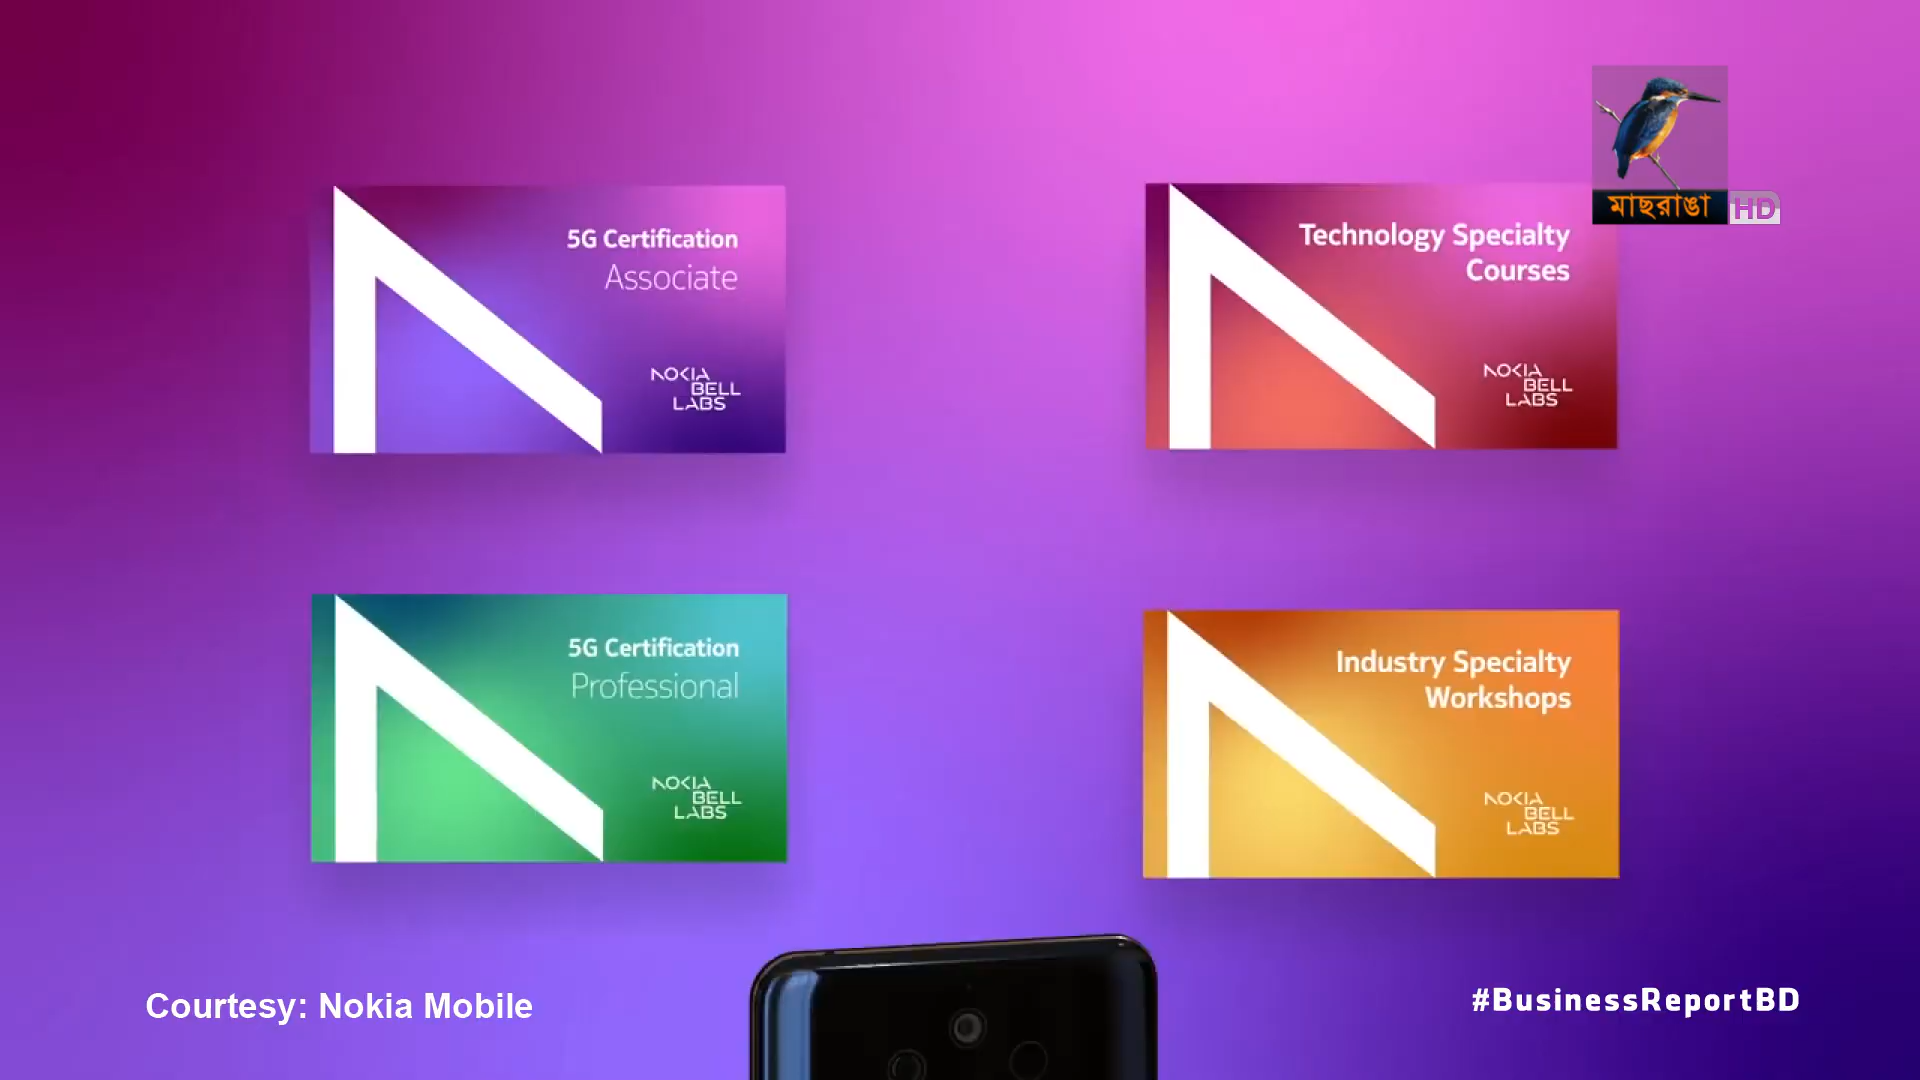 5G Certification
Associate
NOKIA
BELL
LABS
Technology Specialty
Courses
NOKIA
BELL
LABS
মাছরাঙা HD
5G Certification
Professional
NOKIA
BELL
LABS
Industry Specialty
Workshops
NOKIA
BELL
LABS
Courtesy: Nokia Mobile
#BusinessReportBD